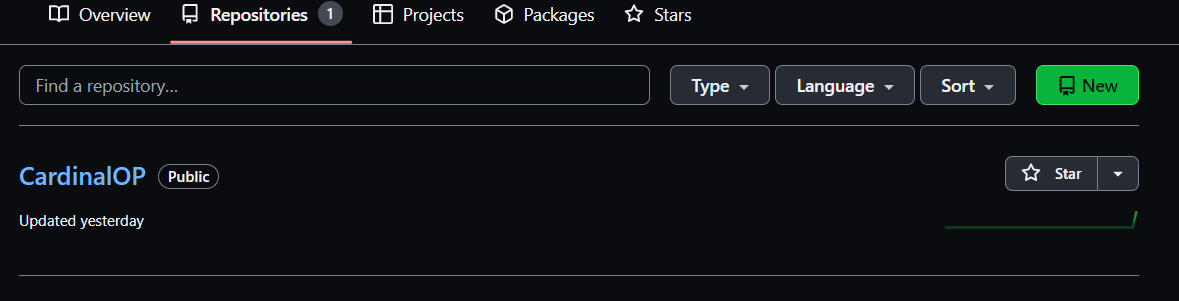 Overview Repositories 1 Projects Packages Stars
Find a repository... Type Language Sort New
CardinalOP Public Star
Updated yesterday